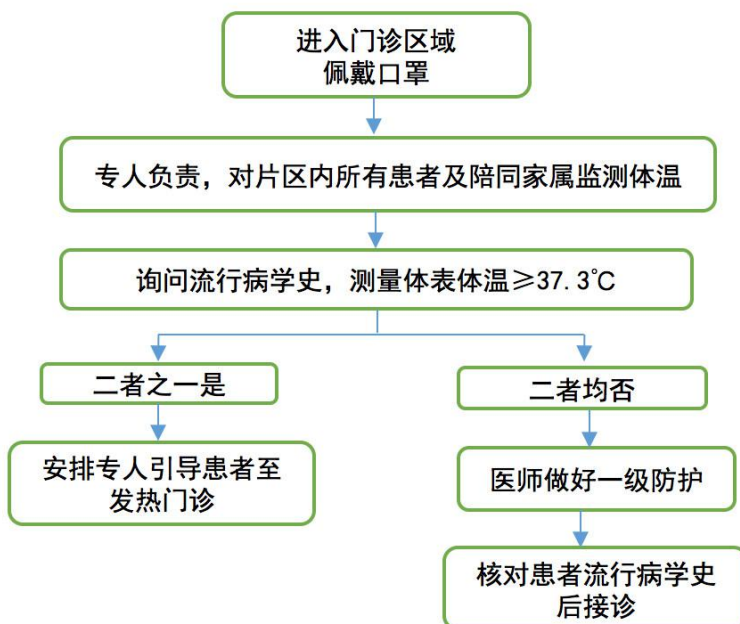 进入门诊区域
佩戴口罩
专人负责，对片区内所有患者及陪同家属监测体温
询问流行病学史，测量体表体温≥37.3℃
二者之一是
二者均否
安排专人引导患者至
发热门诊
医师做好一级防护
核对患者流行病学史
后接诊